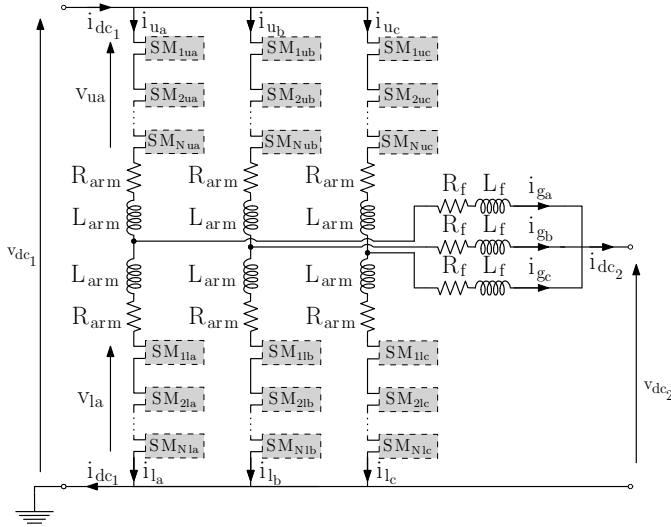 i_dc1 i_ua i_ub i_uc
SM_1ua SM_1ub SM_1uc
v_ua SM_2ua SM_2ub SM_2uc
SM_Nua SM_Nub SM_Nuc
R_arm R_arm R_arm
R_f L_f i_ga
L_arm L_arm L_arm
R_f L_f i_gb
v_dc1
i_dc2
R_f L_f i_gc
L_arm L_arm L_arm
R_arm R_arm R_arm
SM_1la SM_1lb SM_1lc
v_la SM_2la SM_2lb SM_2lc
v_dc2
SM_Nla SM_Nlb SM_Nlc
i_dc1 i_la i_lb i_lc